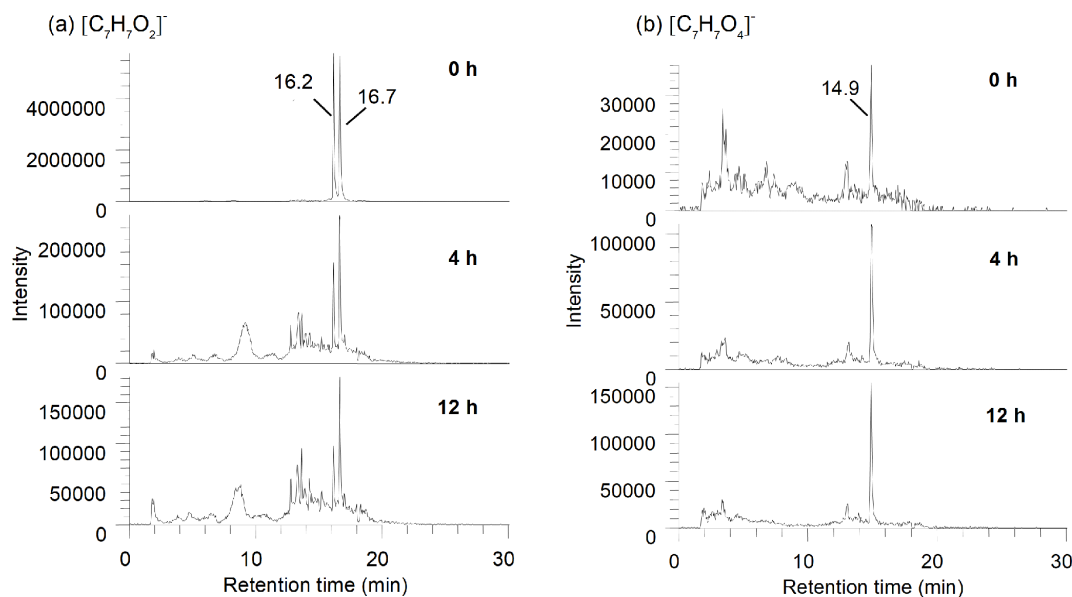 (a) [C₇H₇O₂]⁻
0 h
16.2
16.7
4000000
2000000
0
4 h
200000
100000
0
12 h
150000
100000
50000
0
Intensity
0 10 20 30
Retention time (min)
(b) [C₇H₇O₄]⁻
0 h
14.9
30000
20000
10000
0
4 h
100000
50000
0
12 h
150000
100000
50000
0
Intensity
0 10 20 30
Retention time (min)